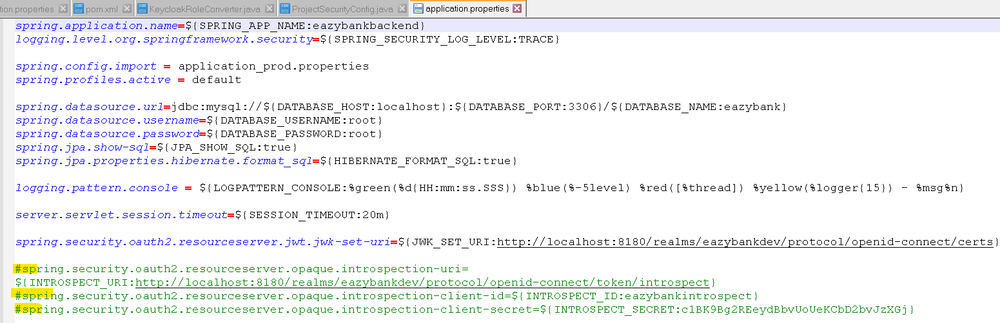 tion.properties pom.xml KeycloakRoleConverter.java ProjectSecurityConfig.java application.properties
spring.application.name=${SPRING_APP_NAME:eazybankbackend}
logging.level.org.springframework.security=${SPRING_SECURITY_LOG_LEVEL:TRACE}
spring.config.import = application_prod.properties
spring.profiles.active = default
spring.datasource.url=jdbc:mysql://${DATABASE_HOST:localhost}:${DATABASE_PORT:3306}/${DATABASE_NAME:eazybank}
spring.datasource.username=${DATABASE_USERNAME:root}
spring.datasource.password=${DATABASE_PASSWORD:root}
spring.jpa.show-sql=${JPA_SHOW_SQL:true}
spring.jpa.properties.hibernate.format_sql=${HIBERNATE_FORMAT_SQL:true}
logging.pattern.console = ${LOGPATTERN_CONSOLE:%green(%d{HH:mm:ss.SSS}) %blue(%-5level) %red([%thread]) %yellow(%logger{15}) - %msg%n}
server.servlet.session.timeout=${SESSION_TIMEOUT:20m}
spring.security.oauth2.resourceserver.jwt.jwk-set-uri=${JWK_SET_URI:http://localhost:8180/realms/eazybankdev/protocol/openid-connect/certs}
#spring.security.oauth2.resourceserver.opaque.introspection-uri=
${INTROSPECT_URI:http://localhost:8180/realms/eazybankdev/protocol/openid-connect/token/introspect}
#spring.security.oauth2.resourceserver.opaque.introspection-client-id=${INTROSPECT_ID:eazybankintrospect}
#spring.security.oauth2.resourceserver.opaque.introspection-client-secret=${INTROSPECT_SECRET:c1BK9Bg2REeydBbvUoUeKCbD2bvJzXGj}